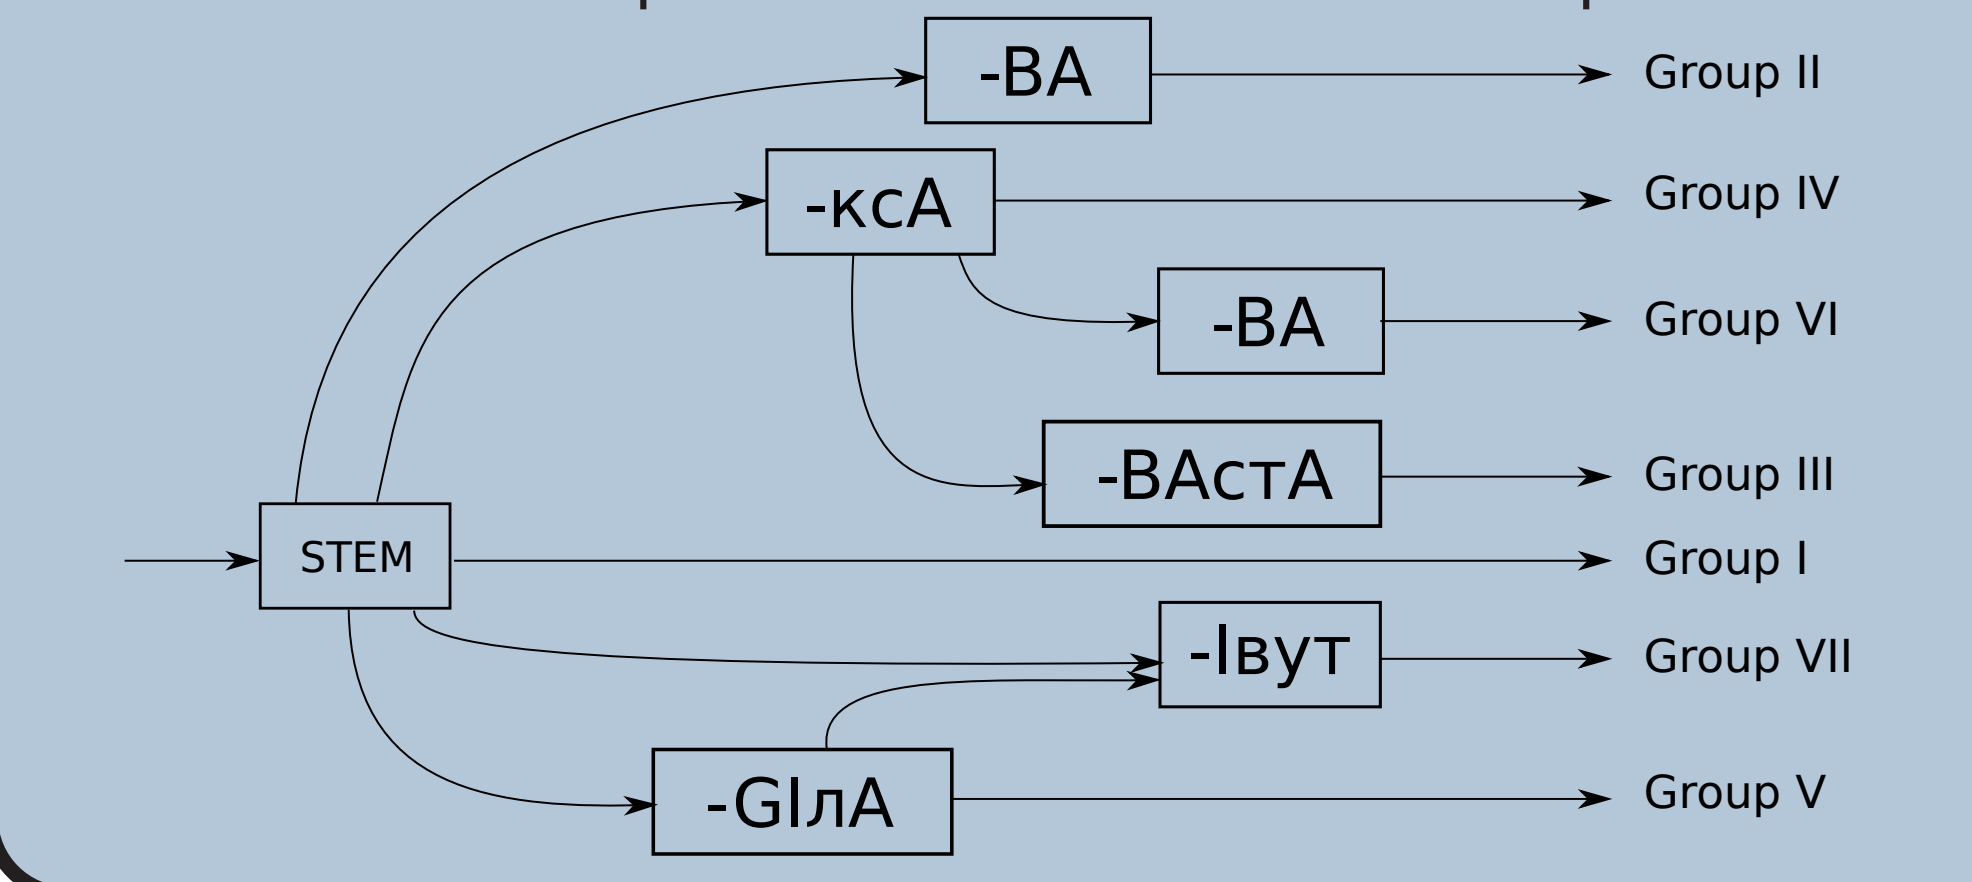 -ВА
Group II
-ксА
Group IV
-ВА
Group VI
-ВАстА
Group III
STEM
Group I
-Iвут
Group VII
-GIлА
Group V